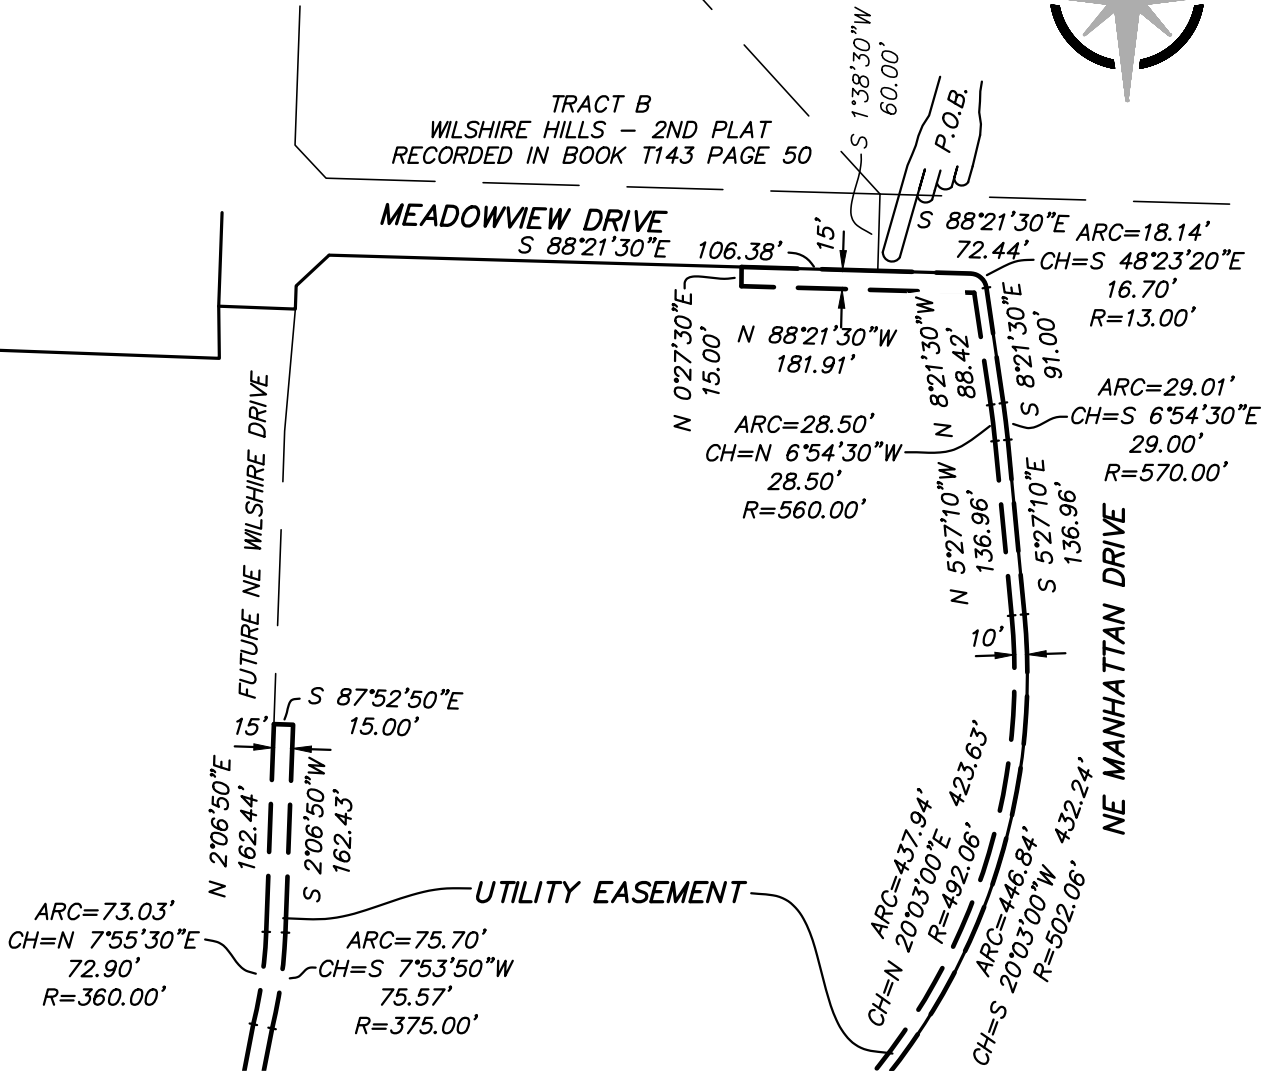 S 1°38'30"W
60.00'
P.O.B.
TRACT B
WILSHIRE HILLS – 2ND PLAT
RECORDED IN BOOK T143 PAGE 50
MEADOWVIEW DRIVE
S 88°21'30"E 106.38'
15'
S 88°21'30"E
72.44'
ARC=18.14'
CH=S 48°23'20"E
16.70'
R=13.00'
N 0°27'30"E
15.00'
N 88°21'30"W
181.91'
N 8°21'30"W
88.42'
S 8°21'30"E
91.00'
ARC=29.01'
CH=S 6°54'30"E
29.00'
R=570.00'
ARC=28.50'
CH=N 6°54'30"W
28.50'
R=560.00'
N 5°27'10"W
136.96'
S 5°27'10"E
136.96'
NE MANHATTAN DRIVE
FUTURE NE WILSHIRE DRIVE
10'
S 87°52'50"E
15.00'
15'
N 2°06'50"E
162.44'
S 2°06'50"W
162.43'
ARC=437.94'
CH=N 20°03'00"E 423.63'
R=492.06'
ARC=446.84'
CH=S 20°03'00"W 432.24'
R=502.06'
UTILITY EASEMENT
ARC=73.03'
CH=N 7°55'30"E
72.90'
R=360.00'
ARC=75.70'
CH=S 7°53'50"W
75.57'
R=375.00'